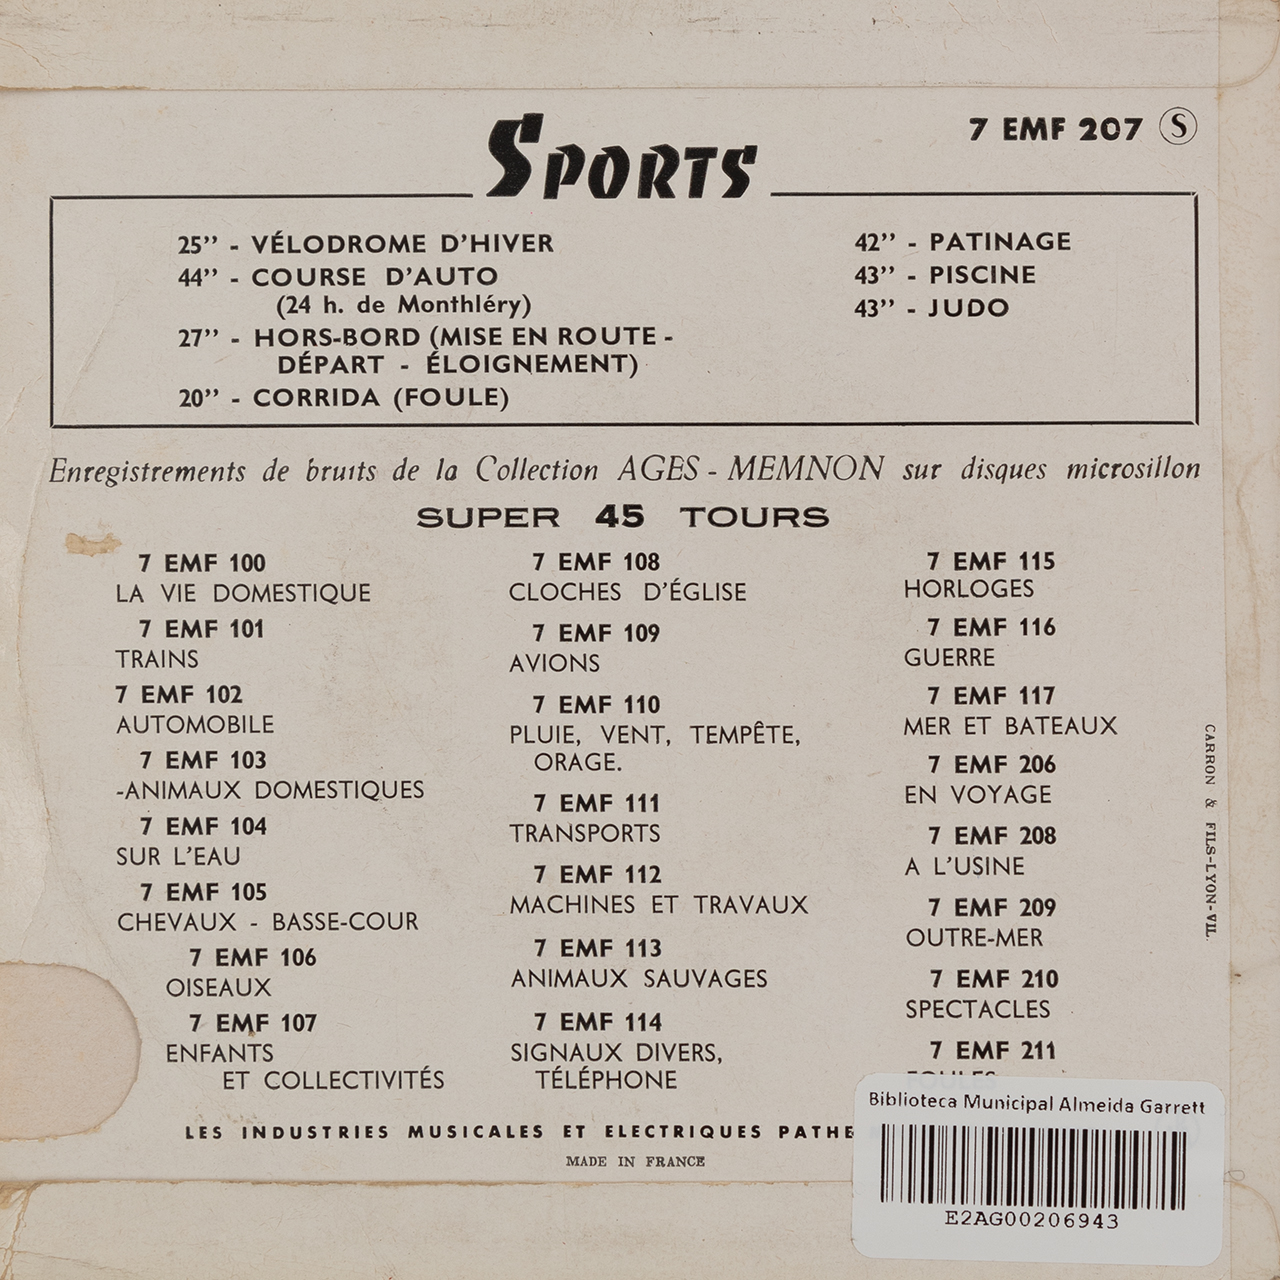 SPORTS
7 EMF 207 Ⓢ
25’’ - VÉLODROME D’HIVER
44’’ - COURSE D’AUTO
(24 h. de Monthléry)
27’’ - HORS-BORD (MISE EN ROUTE -
DÉPART - ÉLOIGNEMENT)
20’’ - CORRIDA (FOULE)
42’’ - PATINAGE
43’’ - PISCINE
43’’ - JUDO
Enregistrements de bruits de la Collection AGES - MEMNON sur disques microsillon
SUPER 45 TOURS
7 EMF 100
LA VIE DOMESTIQUE
7 EMF 101
TRAINS
7 EMF 102
AUTOMOBILE
7 EMF 103
-ANIMAUX DOMESTIQUES
7 EMF 104
SUR L’EAU
7 EMF 105
CHEVAUX - BASSE-COUR
7 EMF 106
OISEAUX
7 EMF 107
ENFANTS
ET COLLECTIVITÉS
7 EMF 108
CLOCHES D’ÉGLISE
7 EMF 109
AVIONS
7 EMF 110
PLUIE, VENT, TEMPÊTE,
ORAGE.
7 EMF 111
TRANSPORTS
7 EMF 112
MACHINES ET TRAVAUX
7 EMF 113
ANIMAUX SAUVAGES
7 EMF 114
SIGNAUX DIVERS,
TÉLÉPHONE
7 EMF 115
HORLOGES
7 EMF 116
GUERRE
7 EMF 117
MER ET BATEAUX
7 EMF 206
EN VOYAGE
7 EMF 208
A L’USINE
7 EMF 209
OUTRE-MER
7 EMF 210
SPECTACLES
7 EMF 211
FOULES
CARRON & FILS-LYON-VIL.
LES INDUSTRIES MUSICALES ET ELECTRIQUES PATHE
MADE IN FRANCE
Biblioteca Municipal Almeida Garrett
E2AG00206943